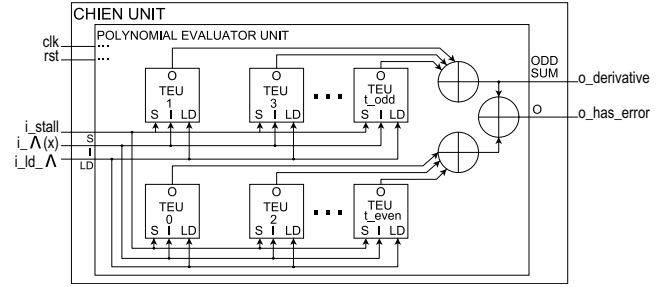 CHIEN UNIT
POLYNOMIAL EVALUATOR UNIT
clk
...
rst
...
O O O
TEU TEU TEU
1 3 ... t_odd
S I LD S I LD S I LD
ODD
SUM
o_derivative
O
o_has_error
i_stall
i_Λ(x)
i_ld_Λ
S
I
LD
O O O
TEU TEU TEU
0 2 ... t_even
S I LD S I LD S I LD